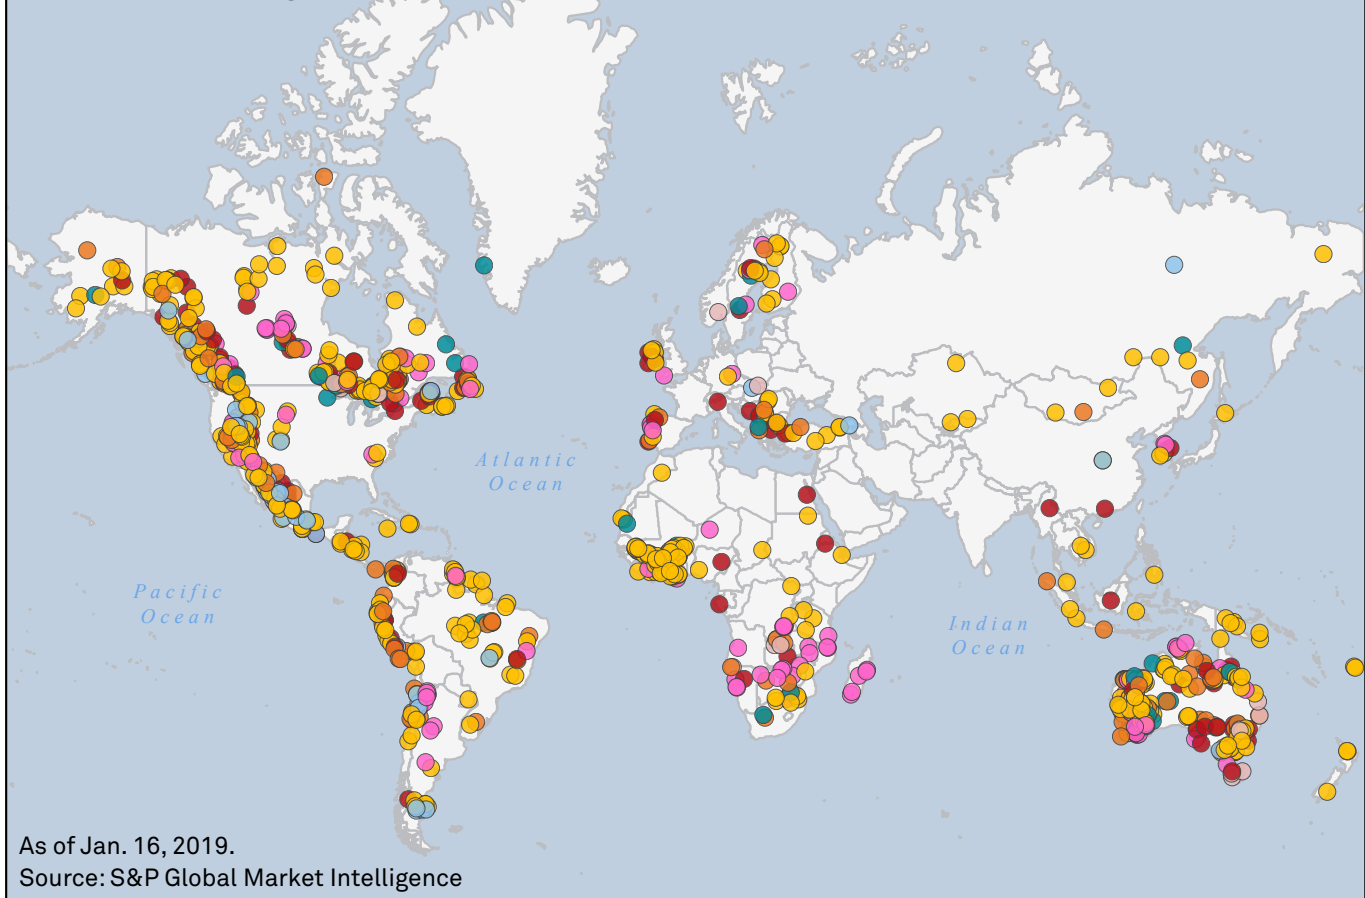 Atlantic
Ocean
Pacific
Ocean
Indian
Ocean
As of Jan. 16, 2019.
Source: S&P Global Market Intelligence